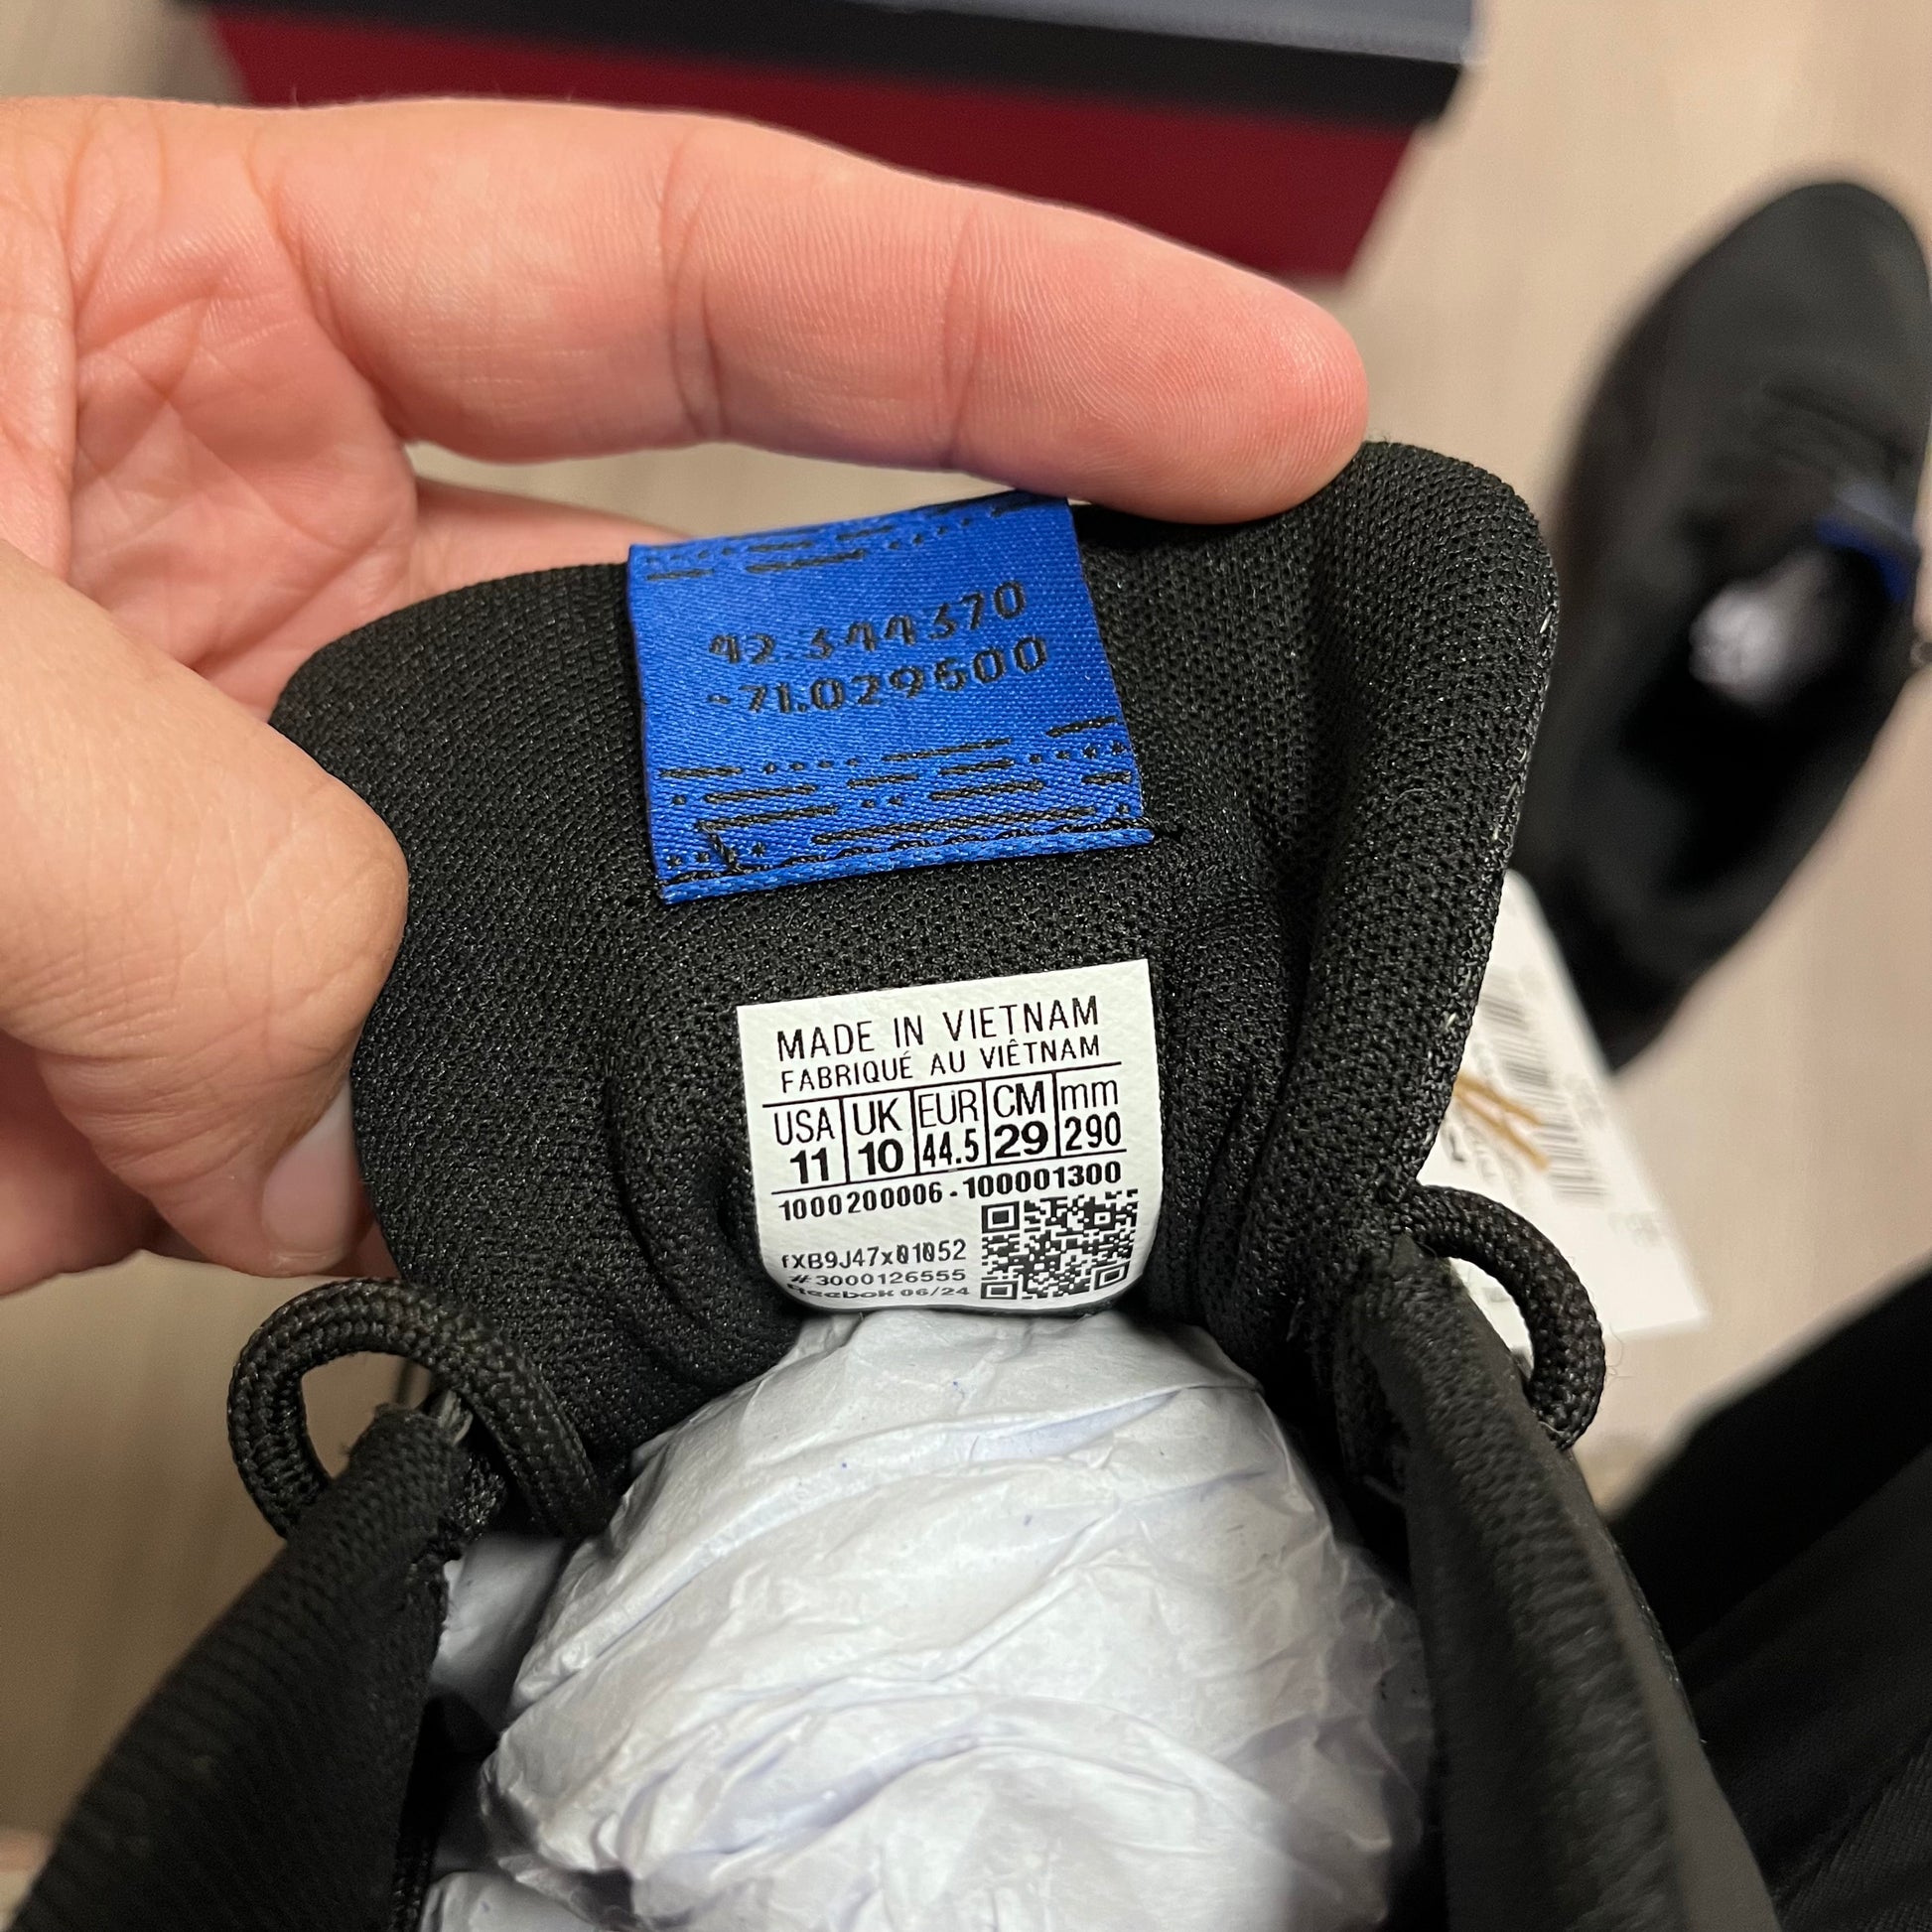 42.344370
-71.029500
MADE IN VIETNAM
FABRIQUÉ AU VIÊTNAM
USA UK EUR CM mm
11 10 44.5 29 290
1000200006 - 100001300
fXB9J47x01052
#3000126555
Reebok 06/24